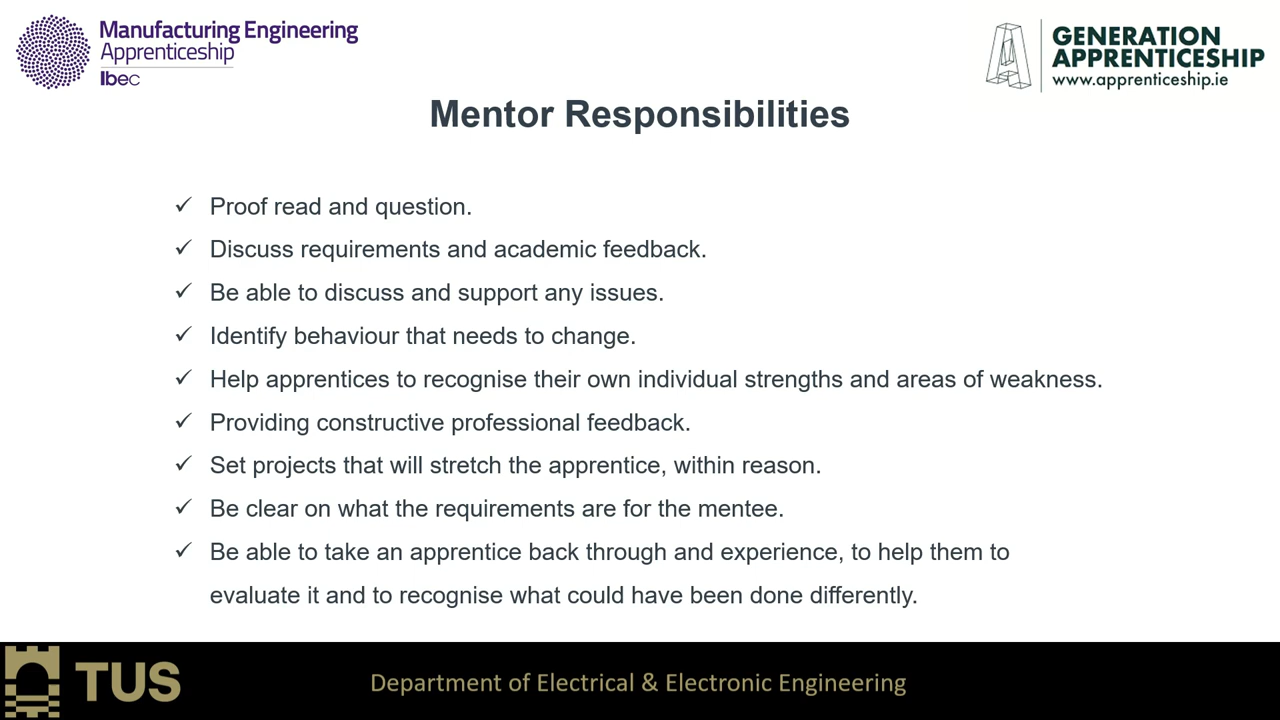 Manufacturing Engineering
Apprenticeship
Ibec
GENERATION
APPRENTICESHIP
www.apprenticeship.ie
Mentor Responsibilities
✓ Proof read and question.
✓ Discuss requirements and academic feedback.
✓ Be able to discuss and support any issues.
✓ Identify behaviour that needs to change.
✓ Help apprentices to recognise their own individual strengths and areas of weakness.
✓ Providing constructive professional feedback.
✓ Set projects that will stretch the apprentice, within reason.
✓ Be clear on what the requirements are for the mentee.
✓ Be able to take an apprentice back through and experience, to help them to
evaluate it and to recognise what could have been done differently.
TUS
Department of Electrical & Electronic Engineering